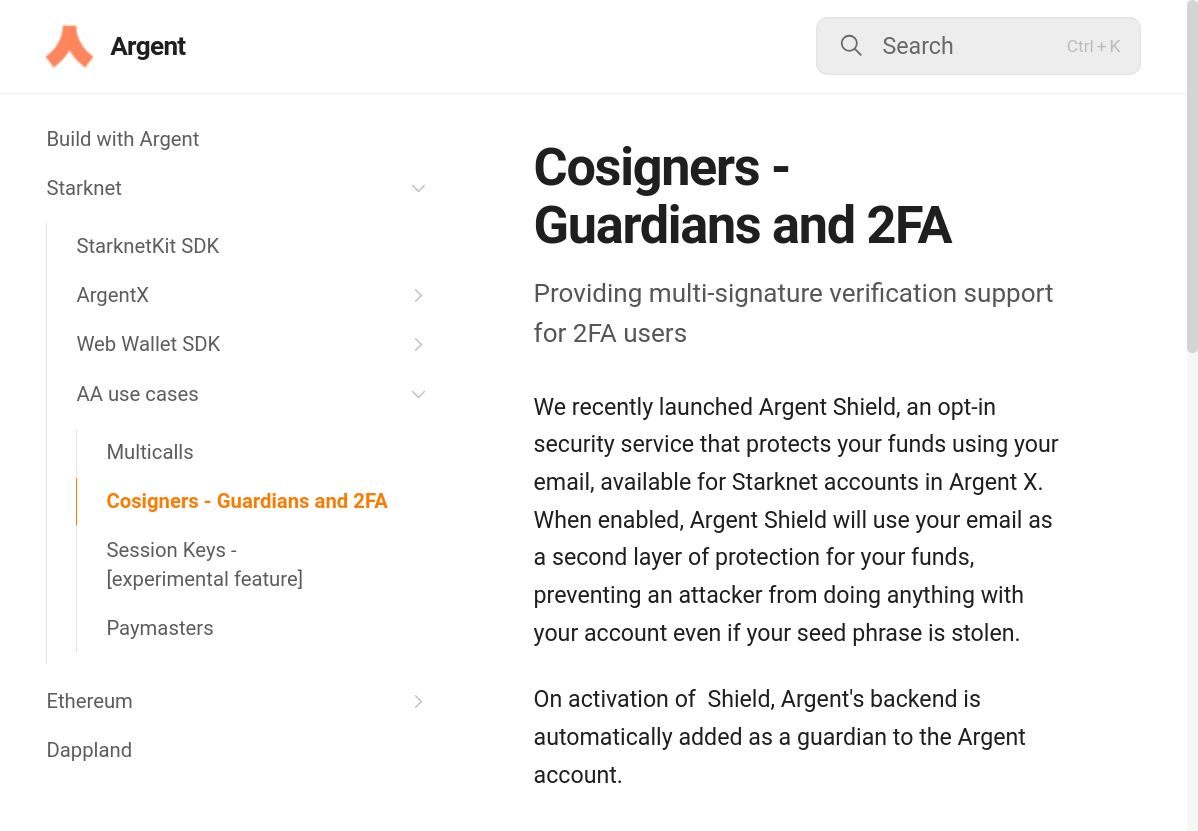 Argent
Search
Ctrl + K
Build with Argent
Starknet
StarknetKit SDK
ArgentX
Web Wallet SDK
AA use cases
Multicalls
Cosigners - Guardians and 2FA
Session Keys -
[experimental feature]
Paymasters
Ethereum
Dappland
Cosigners -
Guardians and 2FA
Providing multi-signature verification support
for 2FA users
We recently launched Argent Shield, an opt-in
security service that protects your funds using your
email, available for Starknet accounts in Argent X.
When enabled, Argent Shield will use your email as
a second layer of protection for your funds,
preventing an attacker from doing anything with
your account even if your seed phrase is stolen.
On activation of  Shield, Argent's backend is
automatically added as a guardian to the Argent
account.